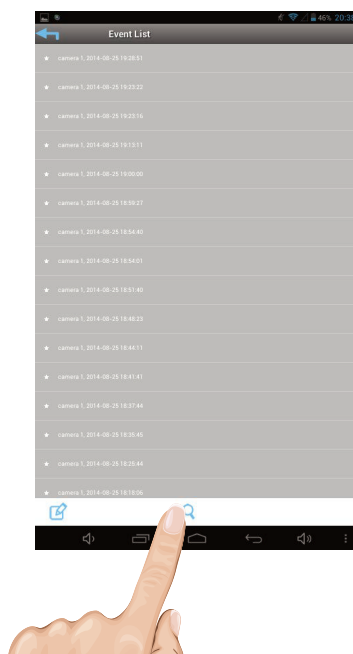 46% 20:38
Event List
camera 1, 2014-08-25 19:28:51
camera 1, 2014-08-25 19:23:22
camera 1, 2014-08-25 19:23:16
camera 1, 2014-08-25 19:13:11
camera 1, 2014-08-25 19:00:00
camera 1, 2014-08-25 18:59:27
camera 1, 2014-08-25 18:54:40
camera 1, 2014-08-25 18:54:01
camera 1, 2014-08-25 18:51:40
camera 1, 2014-08-25 18:48:23
camera 1, 2014-08-25 18:44:11
camera 1, 2014-08-25 18:41:41
camera 1, 2014-08-25 18:37:44
camera 1, 2014-08-25 18:35:45
camera 1, 2014-08-25 18:25:44
camera 1, 2014-08-25 18:18:56